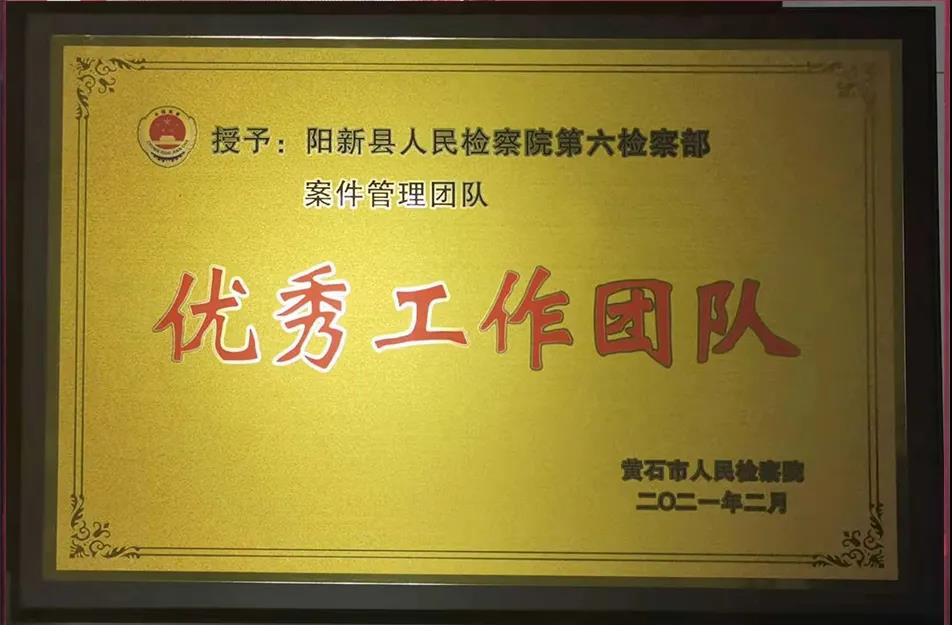 授予：阳新县人民检察院第六检察部
案件管理团队
优秀工作团队
黄石市人民检察院
二〇二一年二月